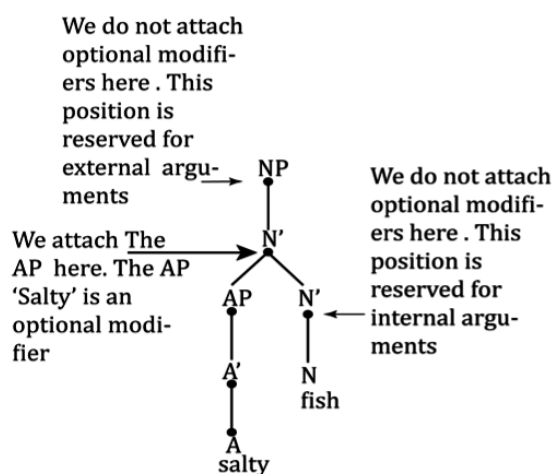 We do not attach
optional modifi-
ers here . This
position is
reserved for
external argu-
ments
NP
We do not attach
optional modifi-
ers here . This
position is
reserved for
internal argu-
ments
N'
We attach The
AP here. The AP
'Salty' is an
optional modi-
fier
AP
N'
A'
N
fish
A
salty